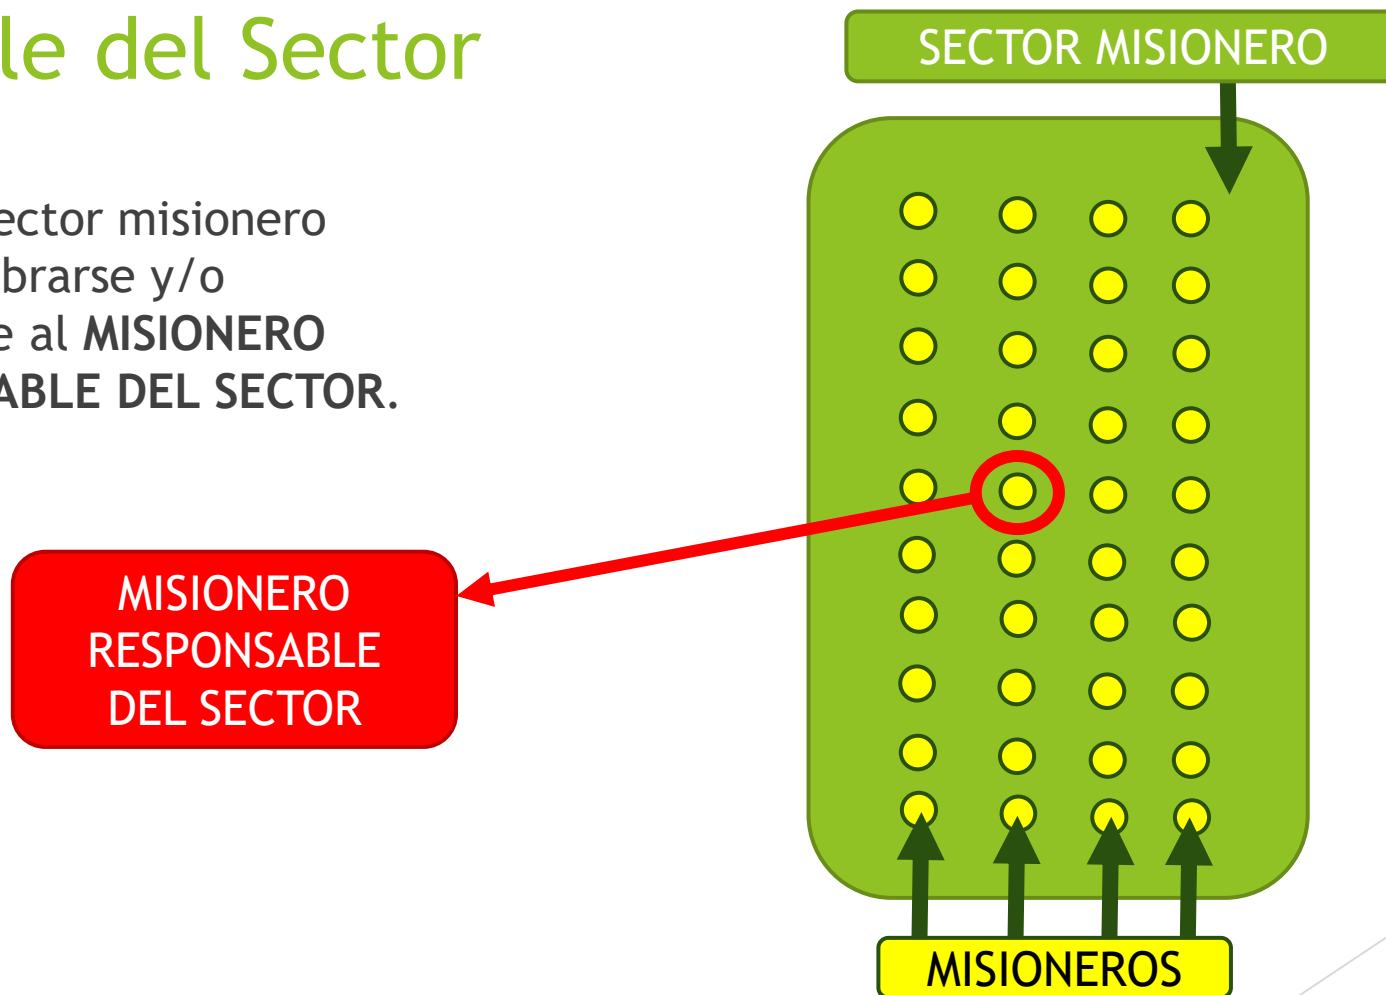 le del Sector
SECTOR MISIONERO
ector misionero
brarse y/o
e al MISIONERO
ABLE DEL SECTOR.
MISIONERO
RESPONSABLE
DEL SECTOR
MISIONEROS